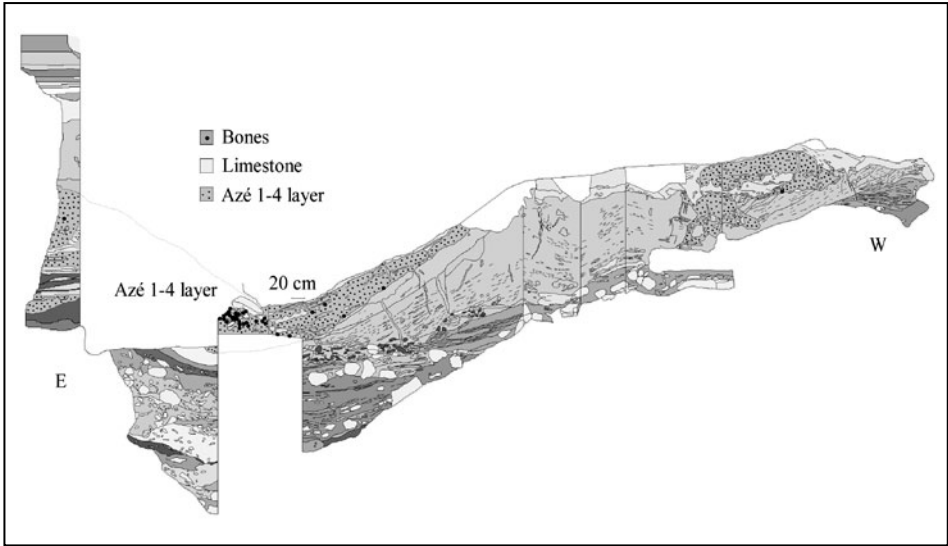 Bones
Limestone
Azé 1-4 layer
Azé 1-4 layer
20 cm
W
E